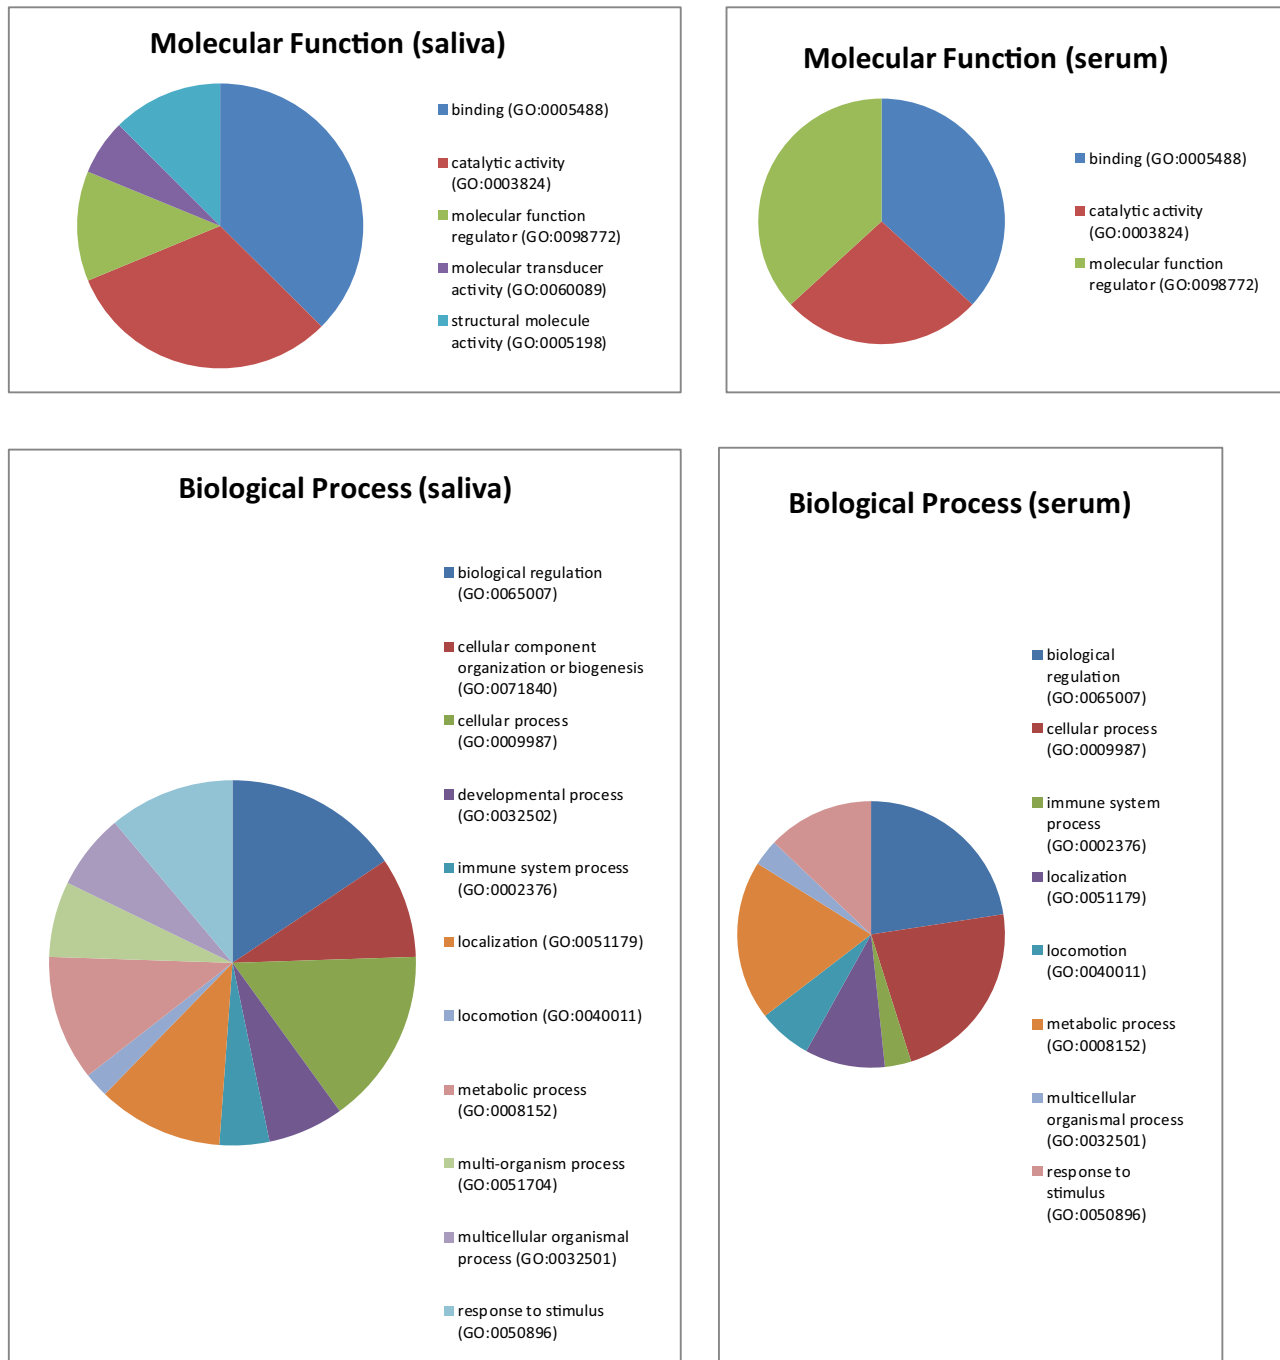 Molecular Function (saliva)
binding (GO:0005488)
catalytic activity
(GO:0003824)
molecular function
regulator (GO:0098772)
molecular transducer
activity (GO:0060089)
structural molecule
activity (GO:0005198)
Molecular Function (serum)
binding (GO:0005488)
catalytic activity
(GO:0003824)
molecular function
regulator (GO:0098772)
Biological Process (saliva)
biological regulation
(GO:0065007)
cellular component
organization or biogenesis
(GO:0071840)
cellular process
(GO:0009987)
developmental process
(GO:0032502)
immune system process
(GO:0002376)
localization (GO:0051179)
locomotion (GO:0040011)
metabolic process
(GO:0008152)
multi-organism process
(GO:0051704)
multicellular organismal
process (GO:0032501)
response to stimulus
(GO:0050896)
Biological Process (serum)
biological
regulation
(GO:0065007)
cellular process
(GO:0009987)
immune system
process
(GO:0002376)
localization
(GO:0051179)
locomotion
(GO:0040011)
metabolic process
(GO:0008152)
multicellular
organismal process
(GO:0032501)
response to
stimulus
(GO:0050896)